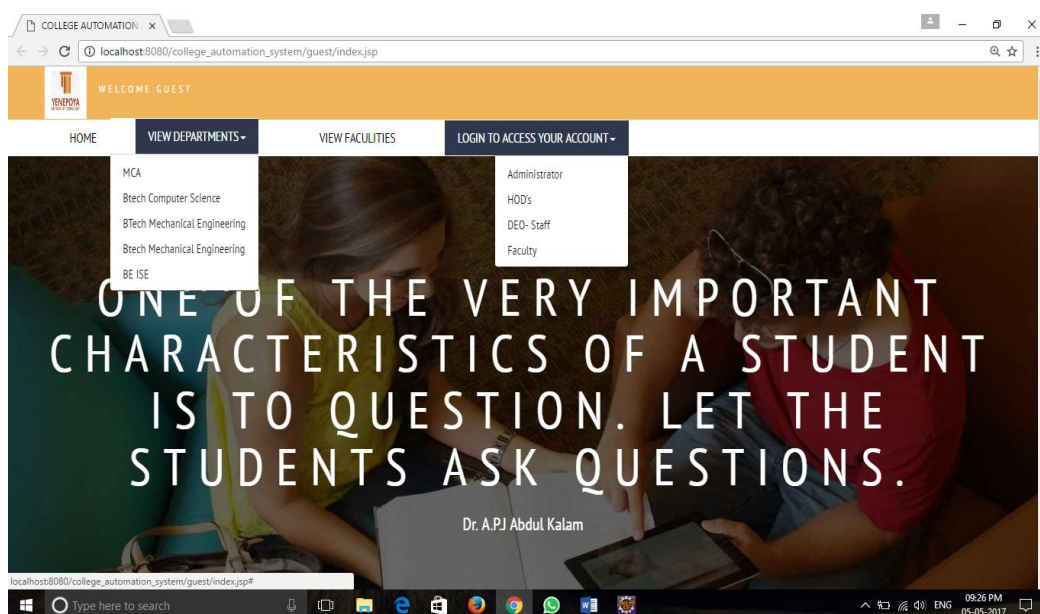 COLLEGE AUTOMATION
localhost:8080/college_automation_system/guest/index.jsp
YENEPOYA
WELCOME GUEST
HOME VIEW DEPARTMENTS VIEW FACULITIES LOGIN TO ACCESS YOUR ACCOUNT
MCA
Btech Computer Science
BTech Mechanical Engineering
Btech Mechanical Engineering
BE ISE
Administrator
HOD's
DEO- Staff
Faculty
ONE OF THE VERY IMPORTANT
CHARACTERISTICS OF A STUDENT
IS TO QUESTION. LET THE
STUDENTS ASK QUESTIONS.
Dr. A.P.J Abdul Kalam
localhost:8080/college_automation_system/guest/index.jsp#
Type here to search
ENG
09:26 PM
05-05-2017